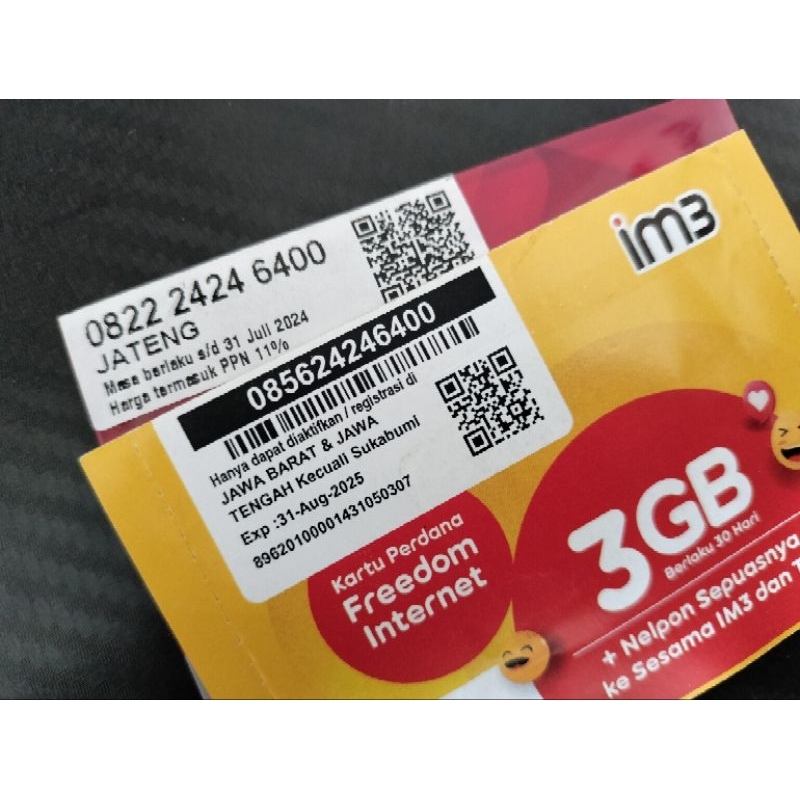 0822 2424 6400
JATENG
Masa berlaku s/d 31 Juli 2024
Harga termasuk PPN 11%
im3
085624246400
Hanya dapat diaktifkan / registrasi di
JAWA BARAT & JAWA
TENGAH Kecuali Sukabumi
Exp :31-Aug-2025
89620100001431050307
Kartu Perdana
Freedom
Internet
3GB
Berlaku 30 Hari
+ Nelpon Sepuasnya
ke Sesama IM3 dan T